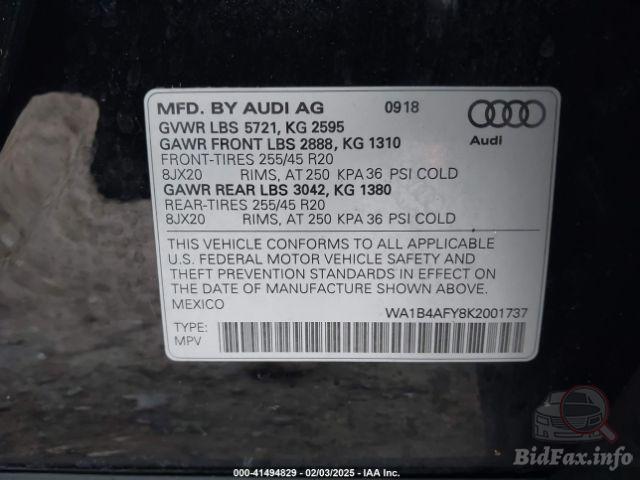 MFD. BY AUDI AG 0918
GVWR LBS 5721, KG 2595
GAWR FRONT LBS 2888, KG 1310
FRONT-TIRES 255/45 R20
8JX20 RIMS, AT 250 KPA 36 PSI COLD
GAWR REAR LBS 3042, KG 1380
REAR-TIRES 255/45 R20
8JX20 RIMS, AT 250 KPA 36 PSI COLD
Audi
THIS VEHICLE CONFORMS TO ALL APPLICABLE
U.S. FEDERAL MOTOR VEHICLE SAFETY AND
THEFT PREVENTION STANDARDS IN EFFECT ON
THE DATE OF MANUFACTURE SHOWN ABOVE.
MEXICO WA1B4AFY8K2001737
TYPE:
MPV
BidFax.info
000-41494829 - 02/03/2025 - IAA Inc.